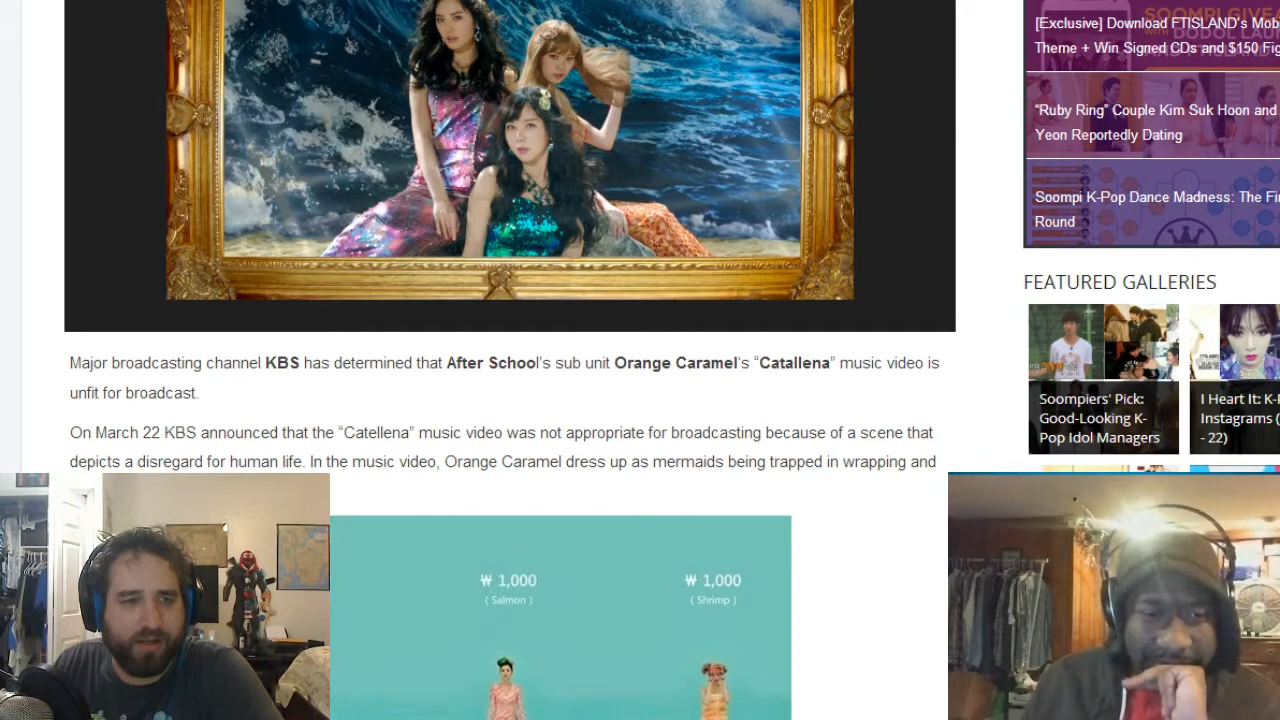 [Exclusive] Download FTISLAND's Mob
Theme + Win Signed CDs and $150 Fig
"Ruby Ring" Couple Kim Suk Hoon and
Yeon Reportedly Dating
Soompi K-Pop Dance Madness: The Fi
Round
FEATURED GALLERIES
Soompiers' Pick:
Good-Looking K-
Pop Idol Managers
I Heart It: K-P
Instagrams (
- 22)
Major broadcasting channel KBS has determined that After School's sub unit Orange Caramel's "Catallena" music video is
unfit for broadcast.
On March 22 KBS announced that the "Catellena" music video was not appropriate for broadcasting because of a scene that
depicts a disregard for human life. In the music video, Orange Caramel dress up as mermaids being trapped in wrapping and
₩ 1,000
( Salmon )
₩ 1,000
( Shrimp )